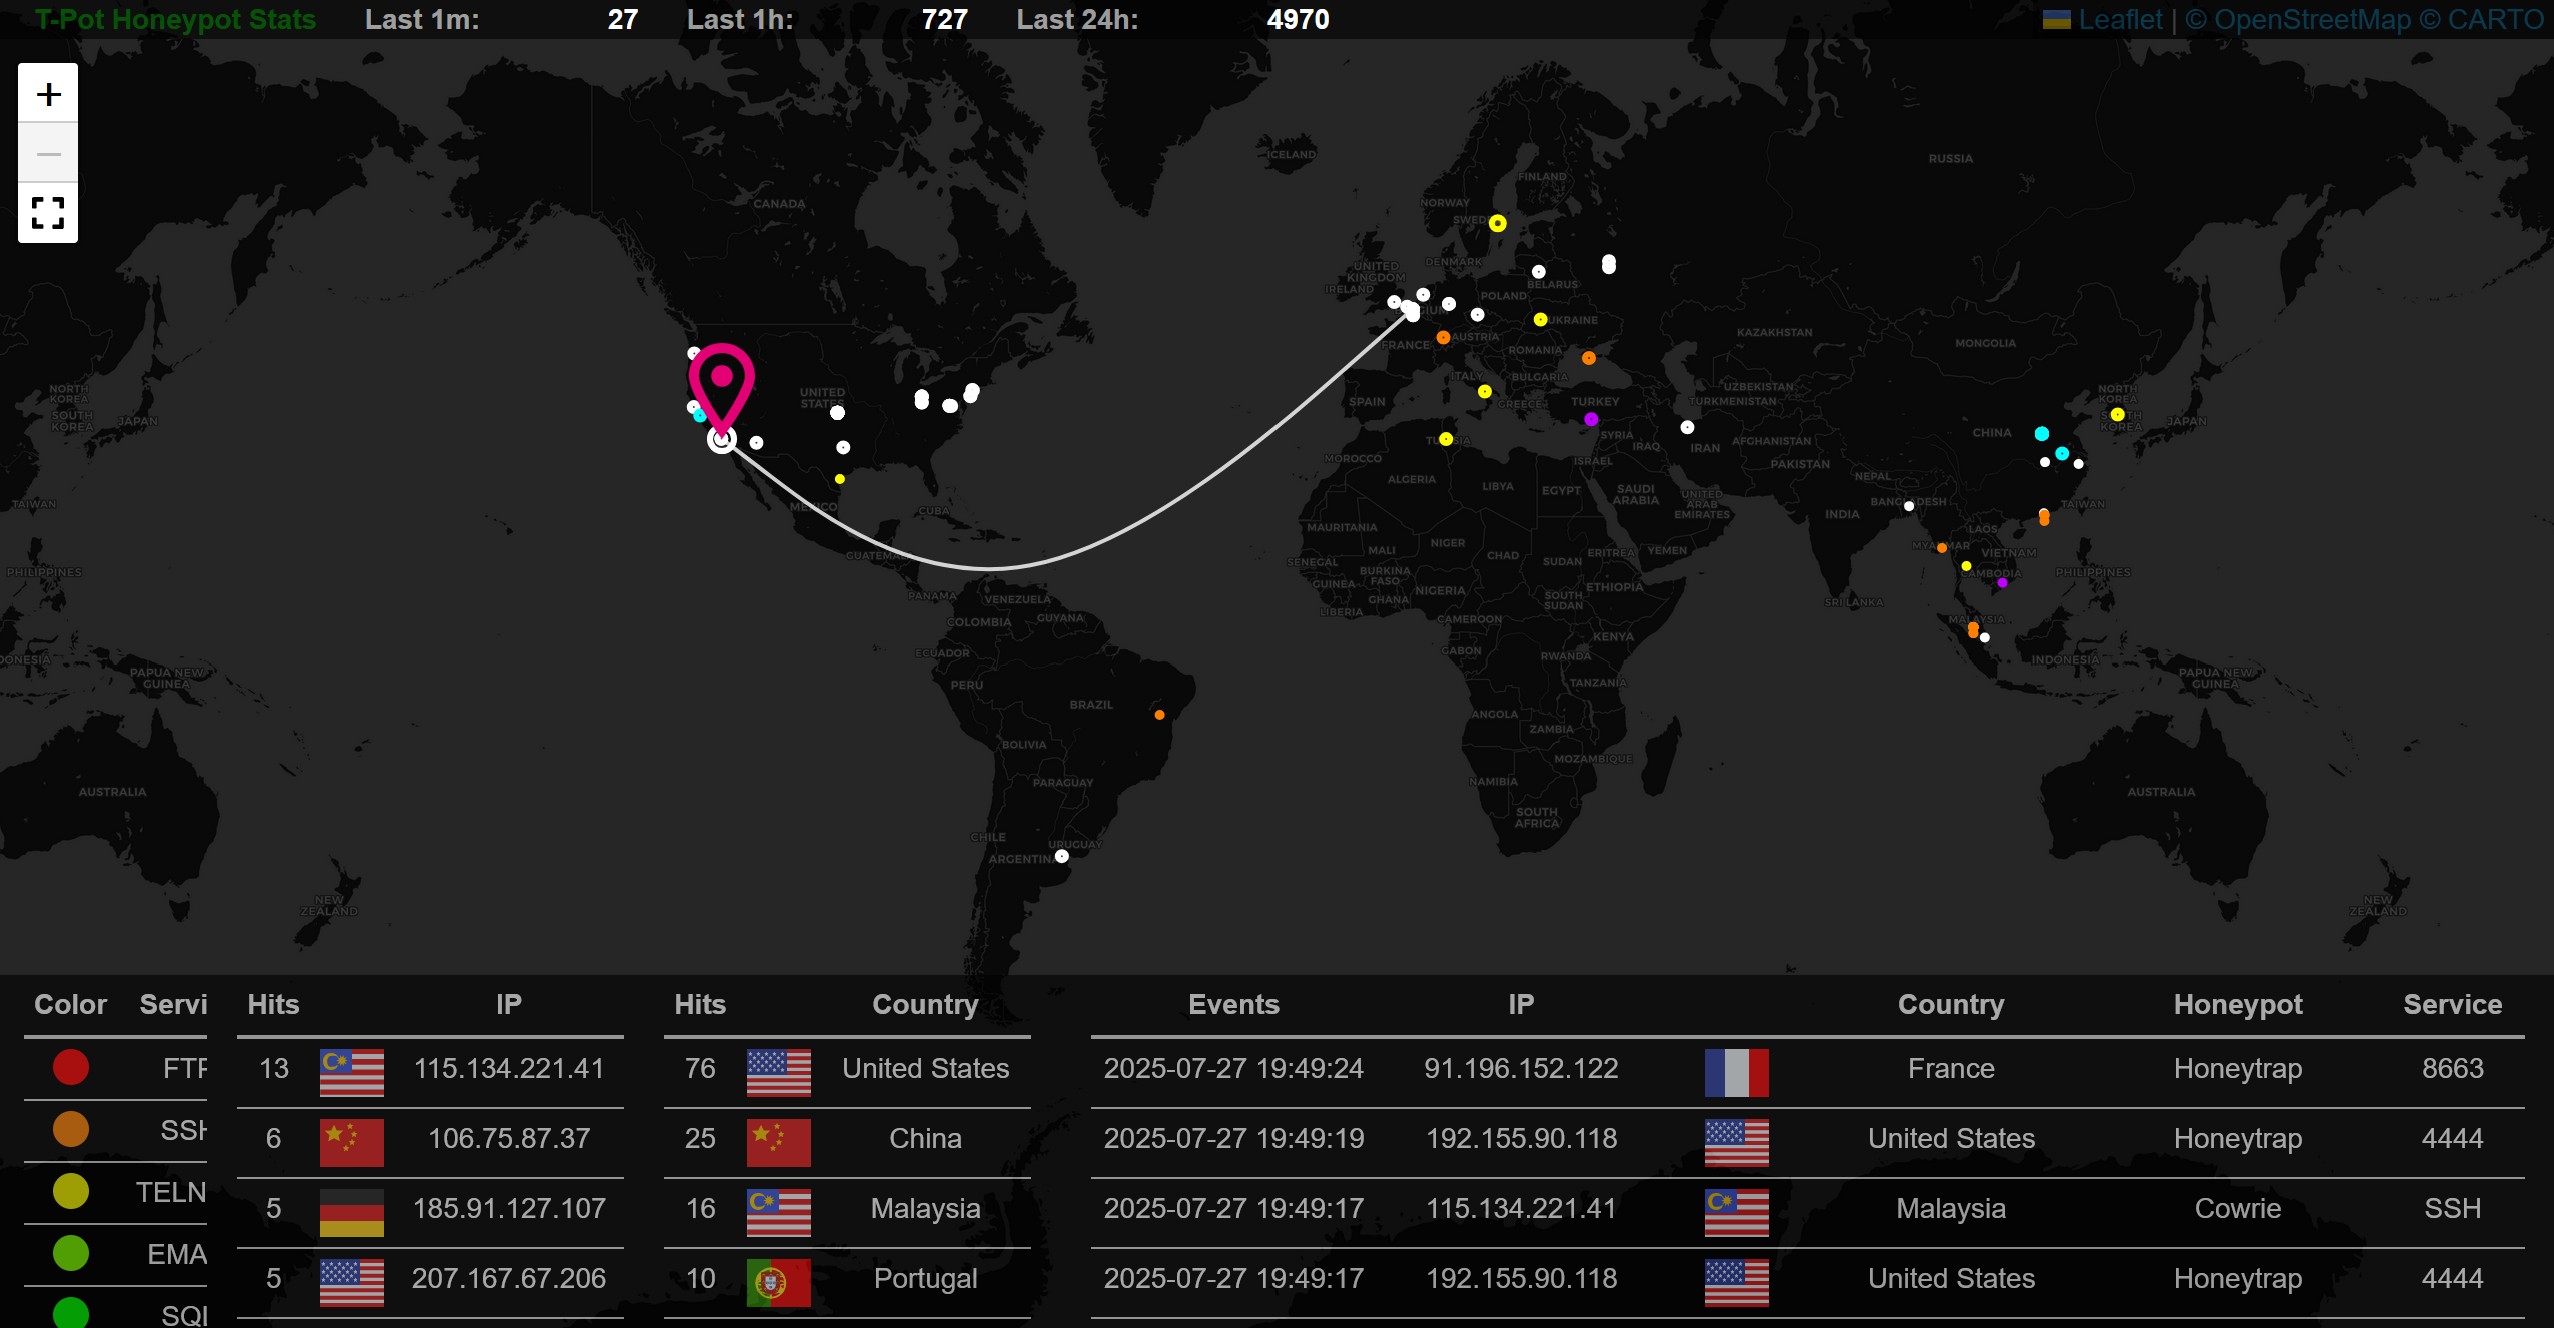 T-Pot Honeypot Stats Last 1m: 27 Last 1h: 727 Last 24h: 4970 Leaflet | © OpenStreetMap © CARTO
+
−
ICELAND
RUSSIA
FINLAND
CANADA
NORWAY
SWED
DENMARK
UNITED
KINGDOM
IRELAND
BELARUS
POLAND
UKRAINE
KAZAKHSTAN
MONGOLIA
FRANCE
AUSTRIA
ROMANIA
ITALY
BULGARIA
UZBEKISTAN
NORTH
KOREA
NORTH
KOREA
UNITED
STATES
SPAIN
GREECE
TURKEY
TURKMENISTAN
SOUTH
KOREA
JAPAN
KOREA
JAPAN
CHINA
SYRIA
IRAQ
IRAN
AFGHANISTAN
MOROCCO
ISRAEL
PAKISTAN
ALGERIA
LIBYA
EGYPT
SAUDI
ARABIA
UNITED
ARAB
EMIRATES
NEPAL
BANGLADESH
TAIWAN
MEXICO
CUBA
INDIA
TAIWAN
MAURITANIA
LAOS
MALI
NIGER
CHAD
SUDAN
ERITREA
YEMEN
VIETNAM
GUATEMA
SENEGAL
PHILIPPINES
BURKINA
FASO
CAMBODIA
PHILIPPINES
GUINEA
NIGERIA
ETHIOPIA
PANAMA
VENEZUELA
GHANA
SOUTH
SUDAN
SRI LANKA
LIBERIA
COLOMBIA
GUYANA
CAMEROON
MALAYSIA
KENYA
ECUADOR
GABON
RWANDA
ONESIA
INDONESIA
PAPUA NEW
GUINEA
PERU
TANZANIA
PAPUA NEW
GUINEA
BRAZIL
ANGOLA
ZAMBIA
BOLIVIA
MOZAMBIQUE
PARAGUAY
NAMIBIA
AUSTRALIA
AUSTRALIA
SOUTH
AFRICA
CHILE
URUGUAY
ARGENTINA
NEW
ZEALAND
NEW
ZEALAND
Color Servi Hits IP Hits Country Events IP Country Honeypot Service
FTP 13 115.134.221.41 76 United States 2025-07-27 19:49:24 91.196.152.122 France Honeytrap 8663
SSH 6 106.75.87.37 25 China 2025-07-27 19:49:19 192.155.90.118 United States Honeytrap 4444
TELN 5 185.91.127.107 16 Malaysia 2025-07-27 19:49:17 115.134.221.41 Malaysia Cowrie SSH
EMA 5 207.167.67.206 10 Portugal 2025-07-27 19:49:17 192.155.90.118 United States Honeytrap 4444
SQL